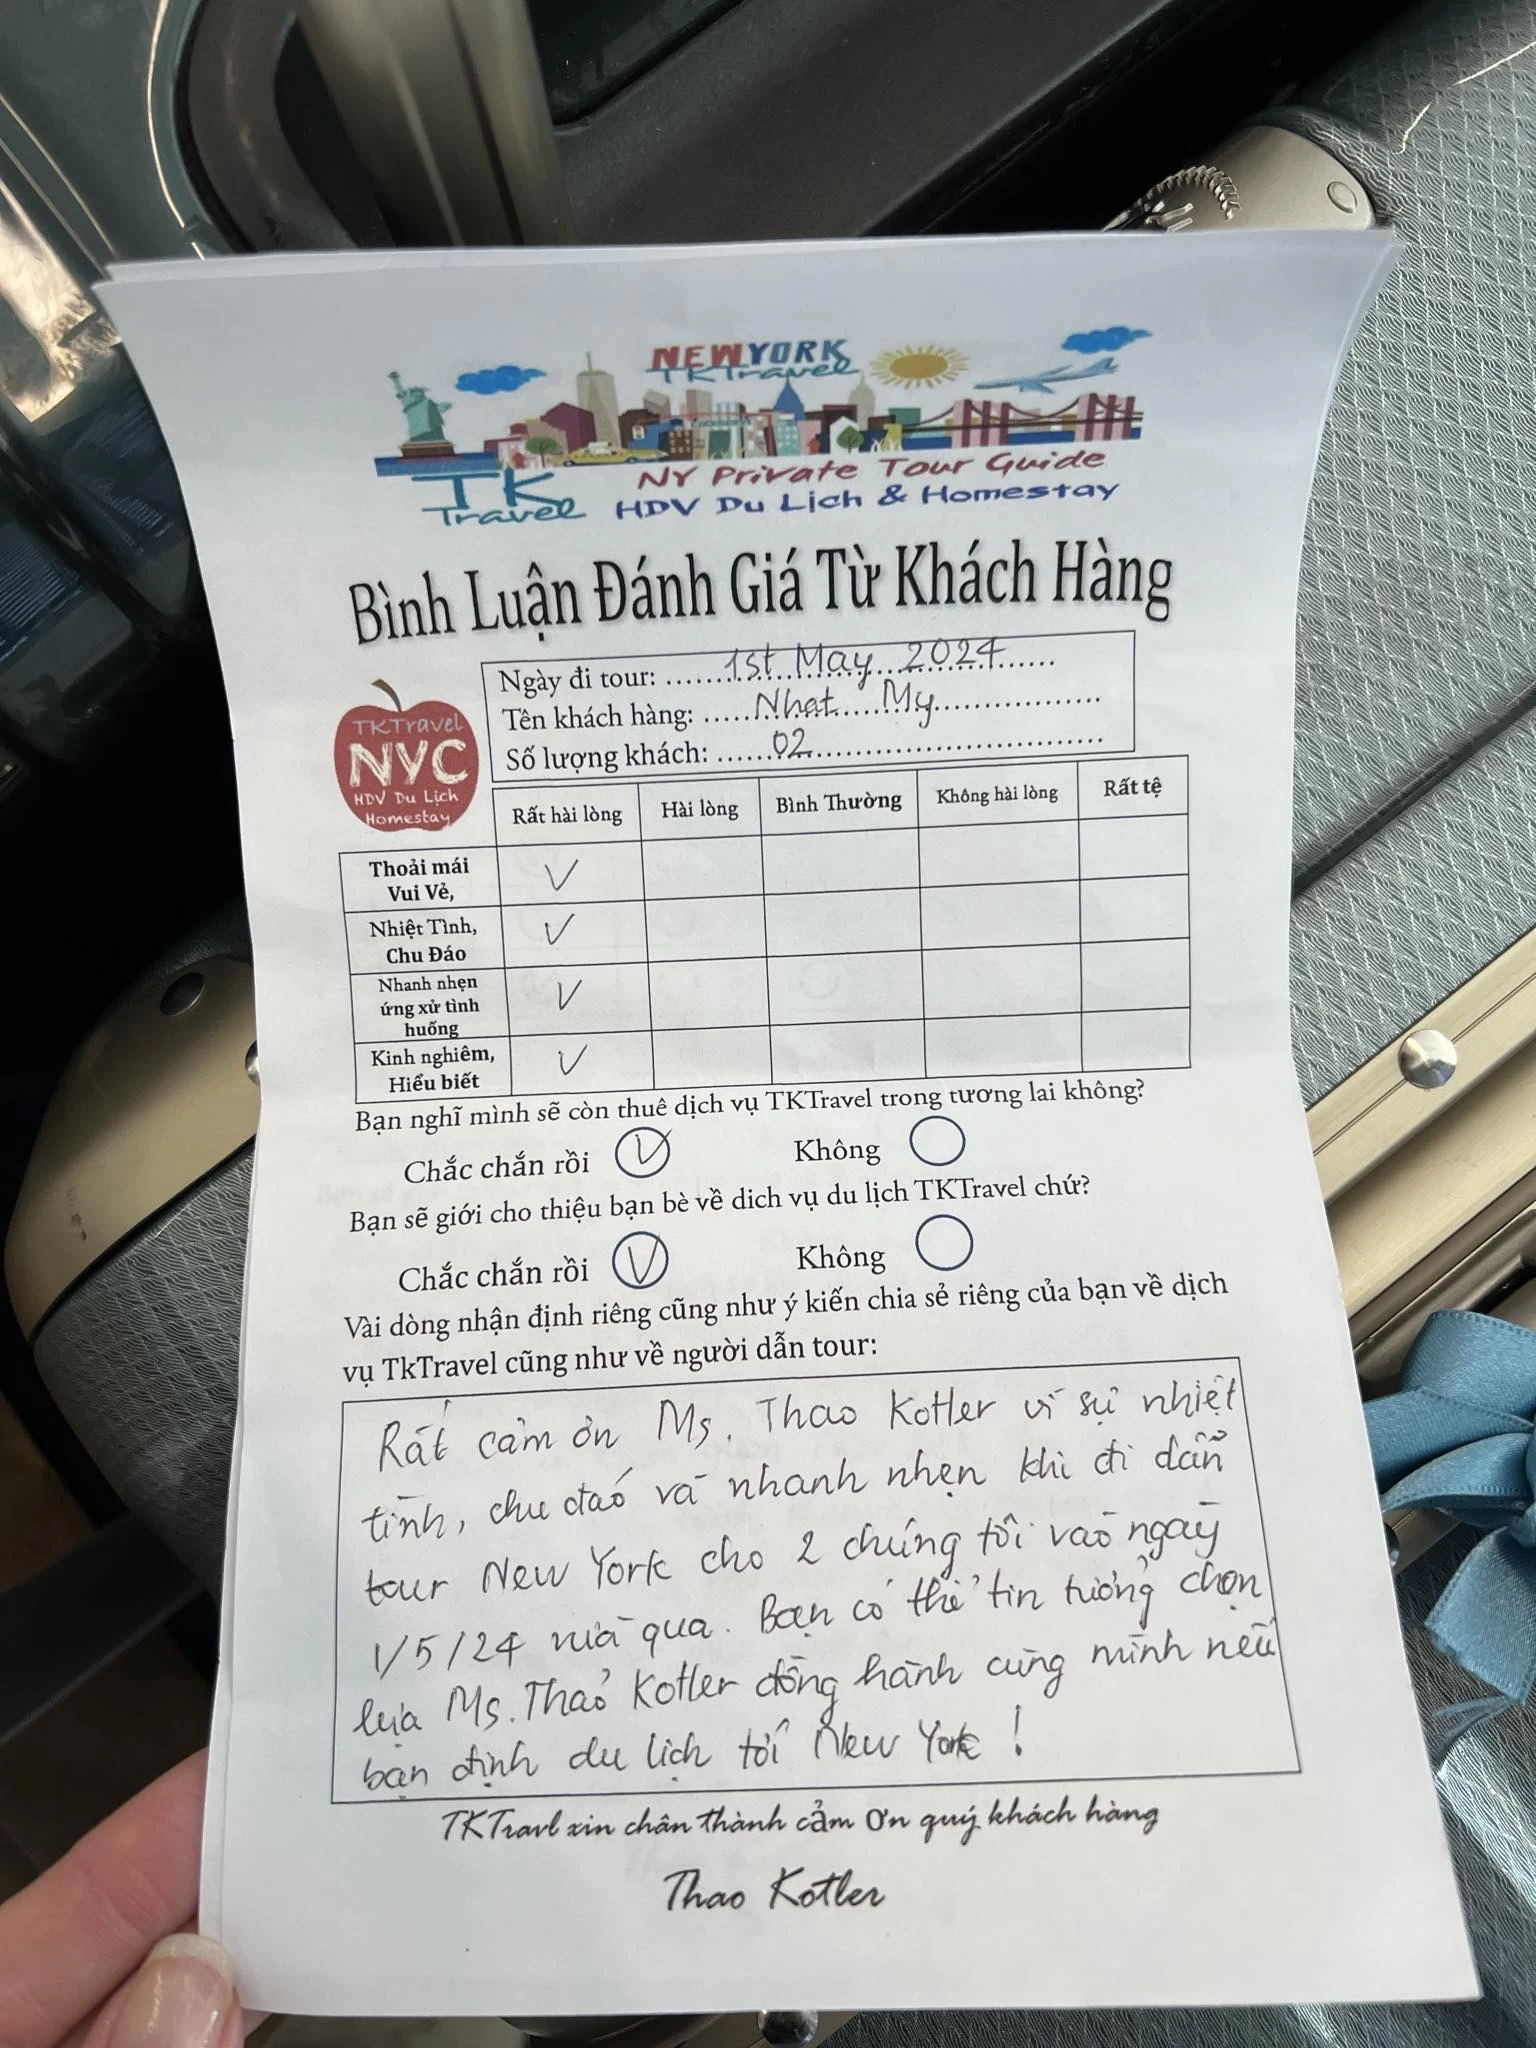 NEWYORK
TKTravel
TK
Travel
NY Private Tour Guide
HDV Du Lịch & Homestay
Bình Luận Đánh Giá Từ Khách Hàng
TKTravel
NYC
HDV Du Lịch
Homestay
Ngày đi tour: 1st May 2024
Tên khách hàng: Nhat My
Số lượng khách: 02
Rất hài lòng Hài lòng Bình Thường Không hài lòng Rất tệ
Thoải mái
Vui Vẻ, V
Nhiệt Tình,
Chu Đáo V
Nhanh nhẹn
ứng xử tình
huống V
Kinh nghiêm,
Hiểu biết V
Bạn nghĩ mình sẽ còn thuê dịch vụ TKTravel trong tương lai không?
Chắc chắn rồi V Không
Bạn sẽ giới cho thiệu bạn bè về dich vụ du lịch TKTravel chứ?
Chắc chắn rồi V Không
Vài dòng nhận định riêng cũng như ý kiến chia sẻ riêng của bạn về dịch
vụ TkTravel cũng như về người dẫn tour:
Rất cảm ơn Ms. Thao Kotler vì sự nhiệt
tình, chu đáo và nhanh nhẹn khi đi dẫn
tour New York cho 2 chúng tôi vào ngày
1/5/24 vừa qua. Bạn có thể tin tưởng chọn
lựa Ms. Thảo Kotler đồng hành cùng mình nếu
bạn định du lịch tới New York !
TKTravl xin chân thành cảm ơn quý khách hàng
Thao Kotler